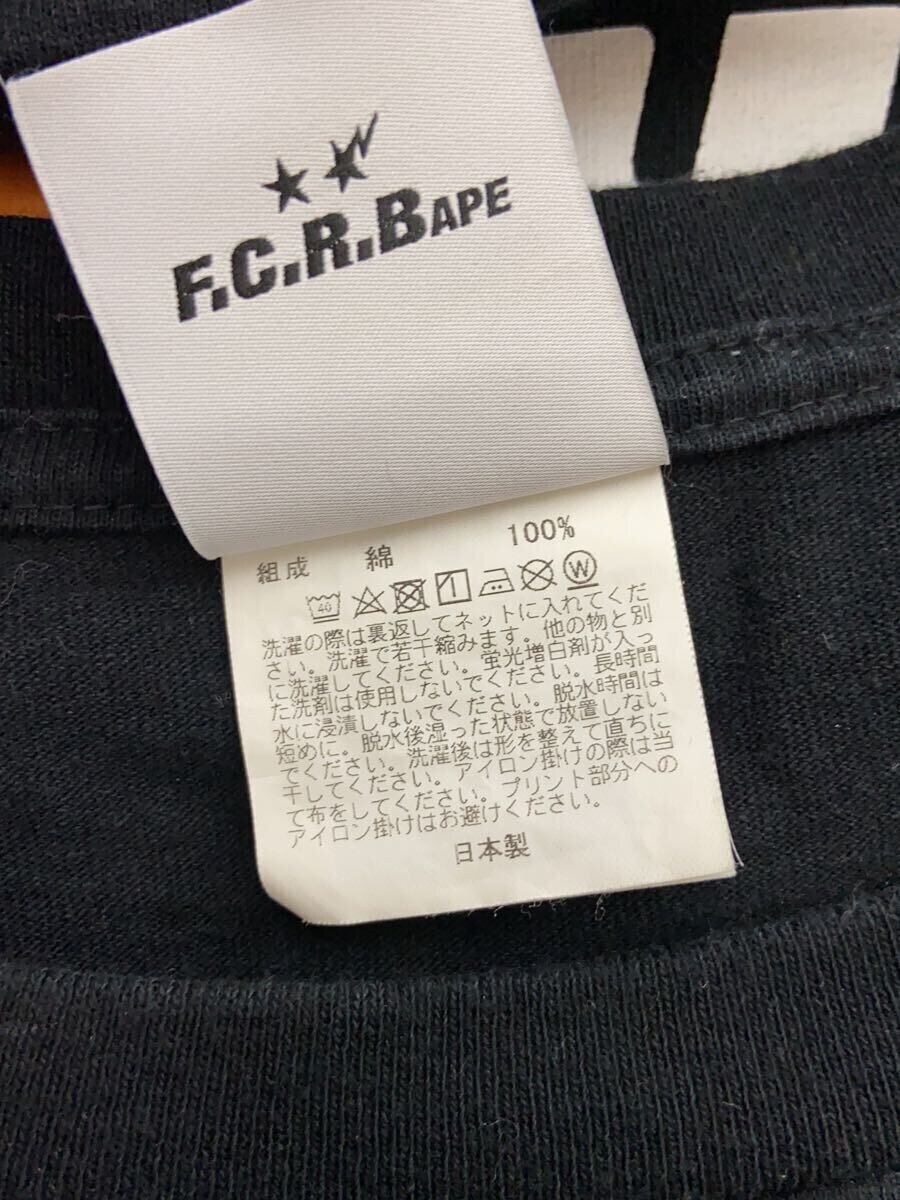 F.C.R.BAPE
組成 綿 100%
40 W
洗濯の際は裏返してネットに入れてくだ
さい。洗濯で若干縮みます。他の物と別
に洗濯してください。蛍光増白剤が入っ
た洗剤は使用しないでください。長時間
水に浸漬しないでください。脱水時間は
短めに。脱水後湿った状態で放置しない
でください。洗濯後は形を整えて直ちに
干してください。アイロン掛けの際は当
て布をしてください。プリント部分への
アイロン掛けはお避けください。
日本製